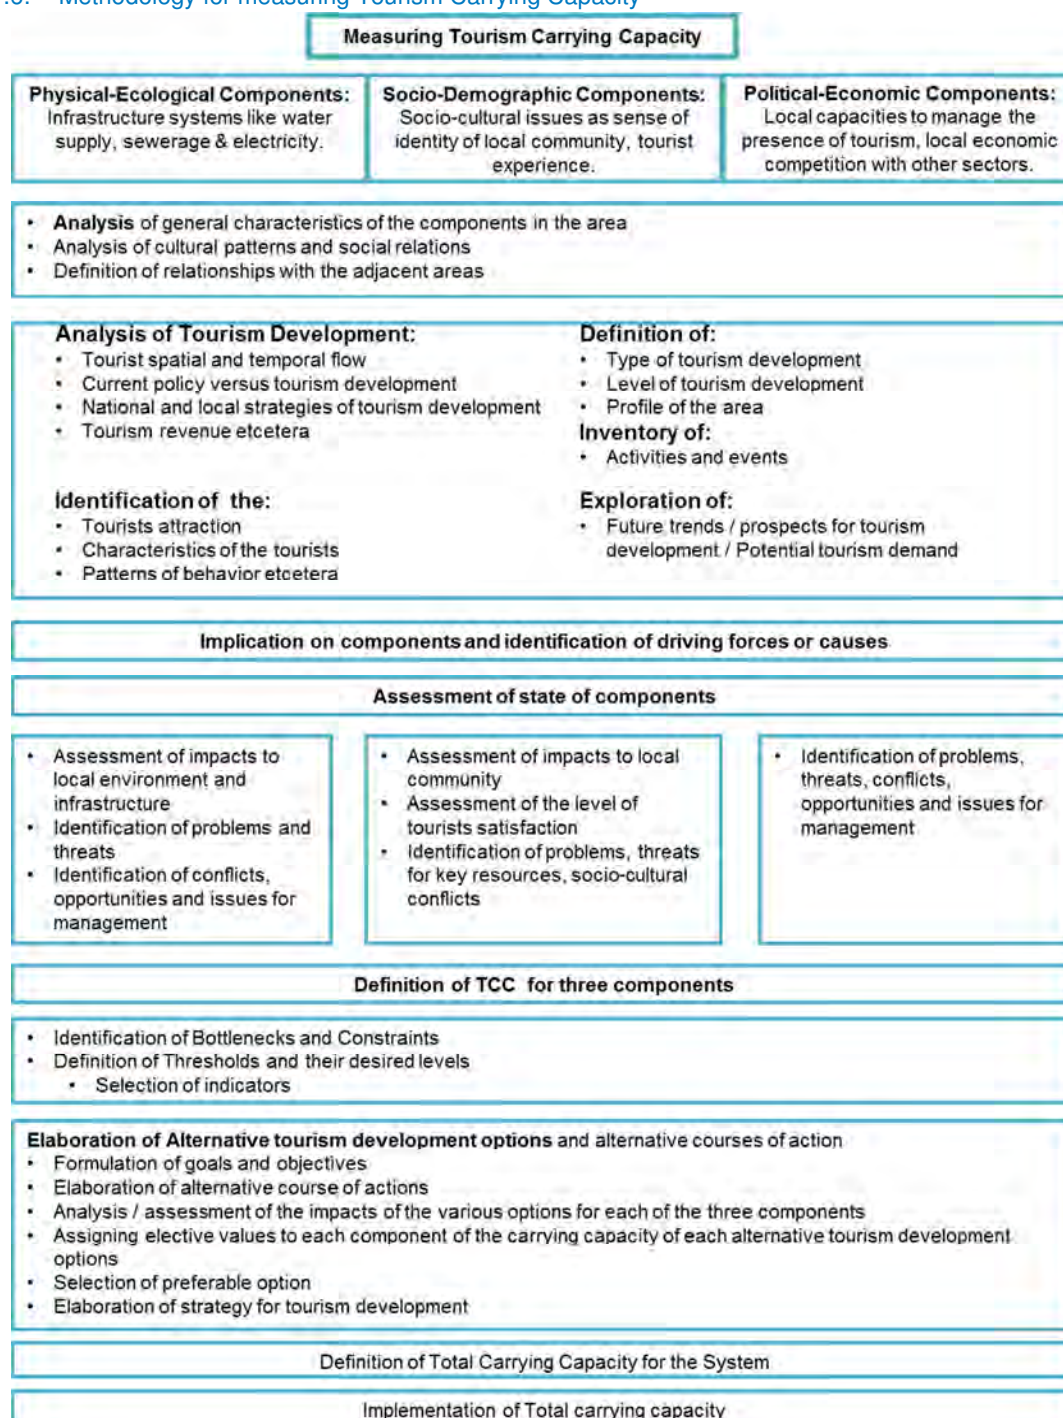 .3. Methodology for measuring Tourism Carrying Capacity
Measuring Tourism Carrying Capacity
Physical-Ecological Components:
Infrastructure systems like water
supply, sewerage & electricity.
Socio-Demographic Components:
Socio-cultural issues as sense of
identity of local community, tourist
experience.
Political-Economic Components:
Local capacities to manage the
presence of tourism, local economic
competition with other sectors.
• Analysis of general characteristics of the components in the area
• Analysis of cultural patterns and social relations
• Definition of relationships with the adjacent areas
Analysis of Tourism Development:
• Tourist spatial and temporal flow
• Current policy versus tourism development
• National and local strategies of tourism development
• Tourism revenue etcetera
Identification of the:
• Tourists attraction
• Characteristics of the tourists
• Patterns of behavior etcetera
Definition of:
• Type of tourism development
• Level of tourism development
• Profile of the area
Inventory of:
• Activities and events
Exploration of:
• Future trends / prospects for tourism
development / Potential tourism demand
Implication on components and identification of driving forces or causes
Assessment of state of components
• Assessment of impacts to
local environment and
infrastructure
• Identification of problems and
threats
• Identification of conflicts,
opportunities and issues for
management
• Assessment of impacts to local
community
• Assessment of the level of
tourists satisfaction
• Identification of problems, threats
for key resources, socio-cultural
conflicts
• Identification of problems,
threats, conflicts,
opportunities and issues for
management
Definition of TCC for three components
• Identification of Bottlenecks and Constraints
• Definition of Thresholds and their desired levels
• Selection of indicators
Elaboration of Alternative tourism development options and alternative courses of action
• Formulation of goals and objectives
• Elaboration of alternative course of actions
• Analysis / assessment of the impacts of the various options for each of the three components
• Assigning elective values to each component of the carrying capacity of each alternative tourism development
options
• Selection of preferable option
• Elaboration of strategy for tourism development
Definition of Total Carrying Capacity for the System
Implementation of Total carrying capacity